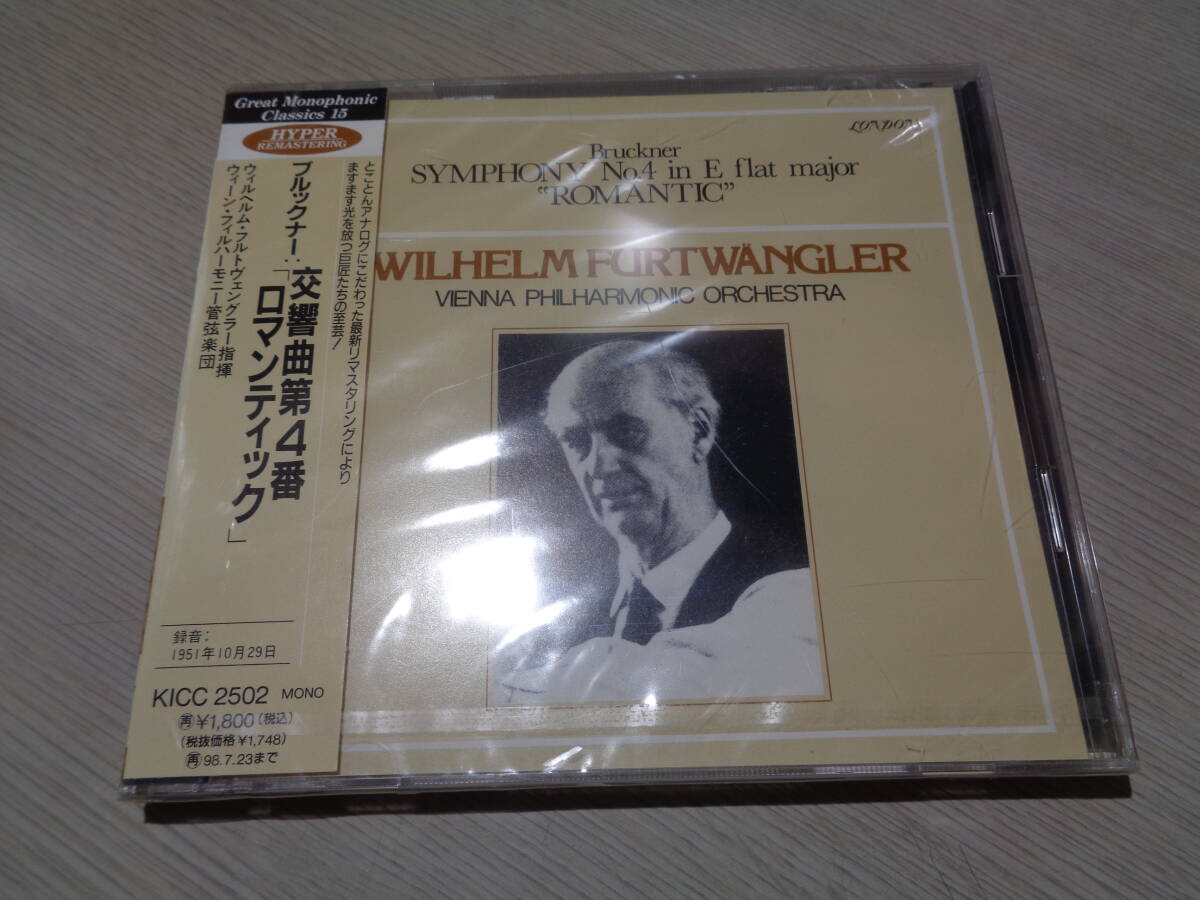 Great Monophonic
Classics 15
HYPER
REMASTERING
とことんアナログにこだわった最新リマスタリングにより
ますます光を放つ巨匠たちの至芸!
ブルックナー:交響曲第4番
「ロマンティック」
ウィルヘルム・フルトヴェングラー指揮
ウィーン・フィルハーモニー管弦楽団
録音:
1951年10月29日
KICC 2502 MONO
再¥1,800(税込)
(税抜価格¥1,748)
再98.7.23まで
LONDON
Bruckner
SYMPHONY No.4 in E flat major
"ROMANTIC"
WILHELM FURTWÄNGLER
VIENNA PHILHARMONIC ORCHESTRA